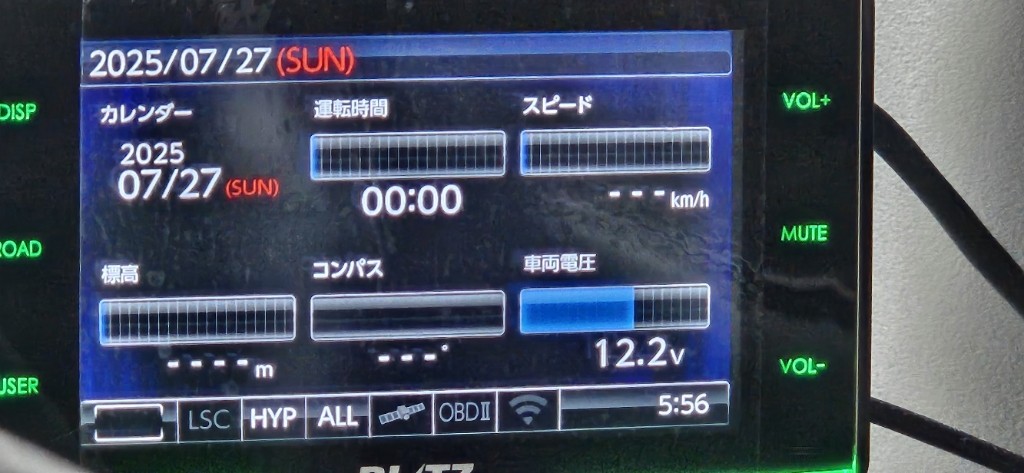 2025/07/27(SUN)
DISP
VOL+
カレンダー
2025
07/27(SUN)
運転時間
00:00
スピード
---km/h
ROAD
MUTE
標高
----m
コンパス
---°
車両電圧
12.2v
USER
VOL-
LSC HYP ALL OBDⅡ 5:56
BLITZ